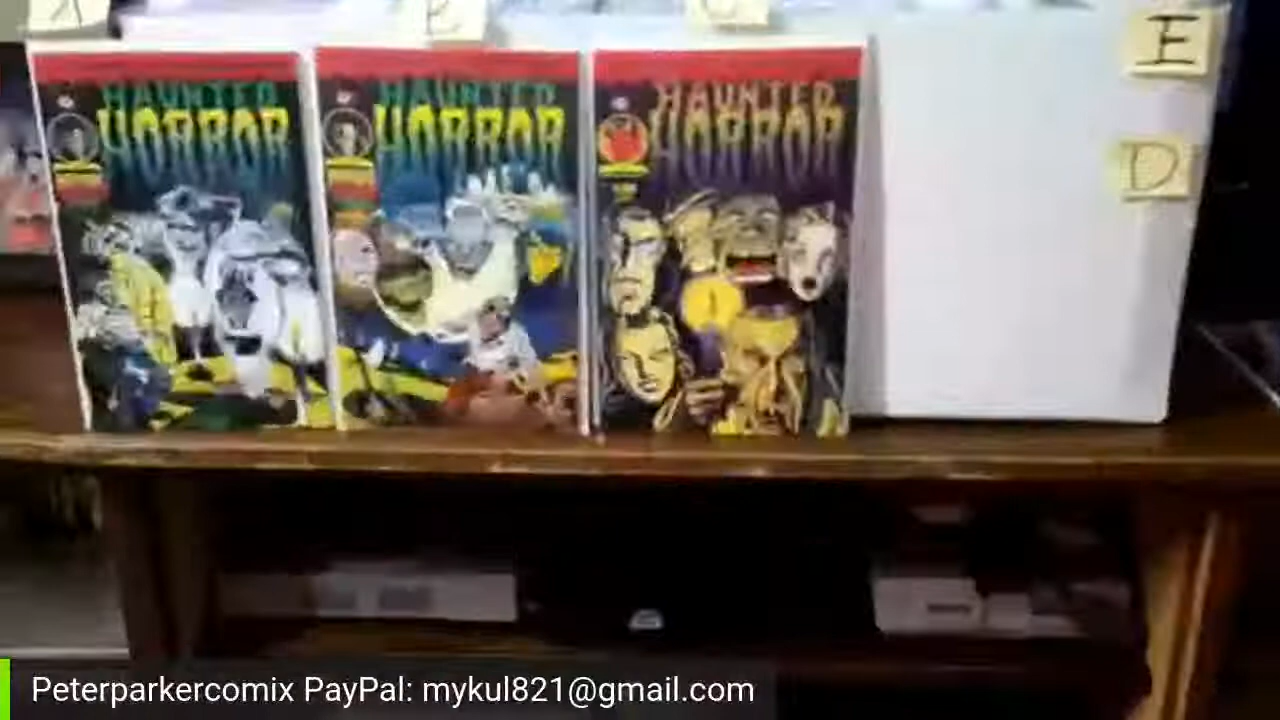 A
B
C
E
D
HAUNTED
HORROR
HAUNTED
HORROR
HAUNTED
HORROR
Peterparkercomix PayPal: mykul821@gmail.com